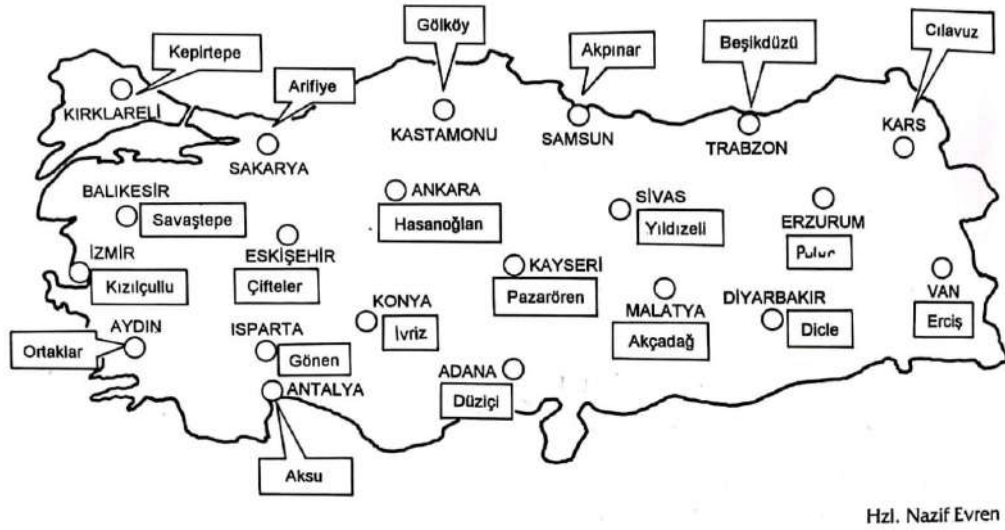 Gölköy
Cılavuz
Kepirtepe
Akpınar
Beşikdüzü
Arifiye
KIRKLARELİ
KASTAMONU
SAMSUN
TRABZON
KARS
SAKARYA
BALIKESİR
Savaştepe
ANKARA
Hasanoğlan
SİVAS
Yıldızeli
ERZURUM
İZMİR
Kızılçullu
ESKİŞEHİR
Çifteler
KAYSERİ
Pazarören
VAN
Erciş
AYDIN
Ortaklar
ISPARTA
Gönen
KONYA
İvriz
MALATYA
Akçadağ
DİYARBAKIR
Dicle
ANTALYA
ADANA
Düziçi
Aksu
Hzl. Nazif Evren